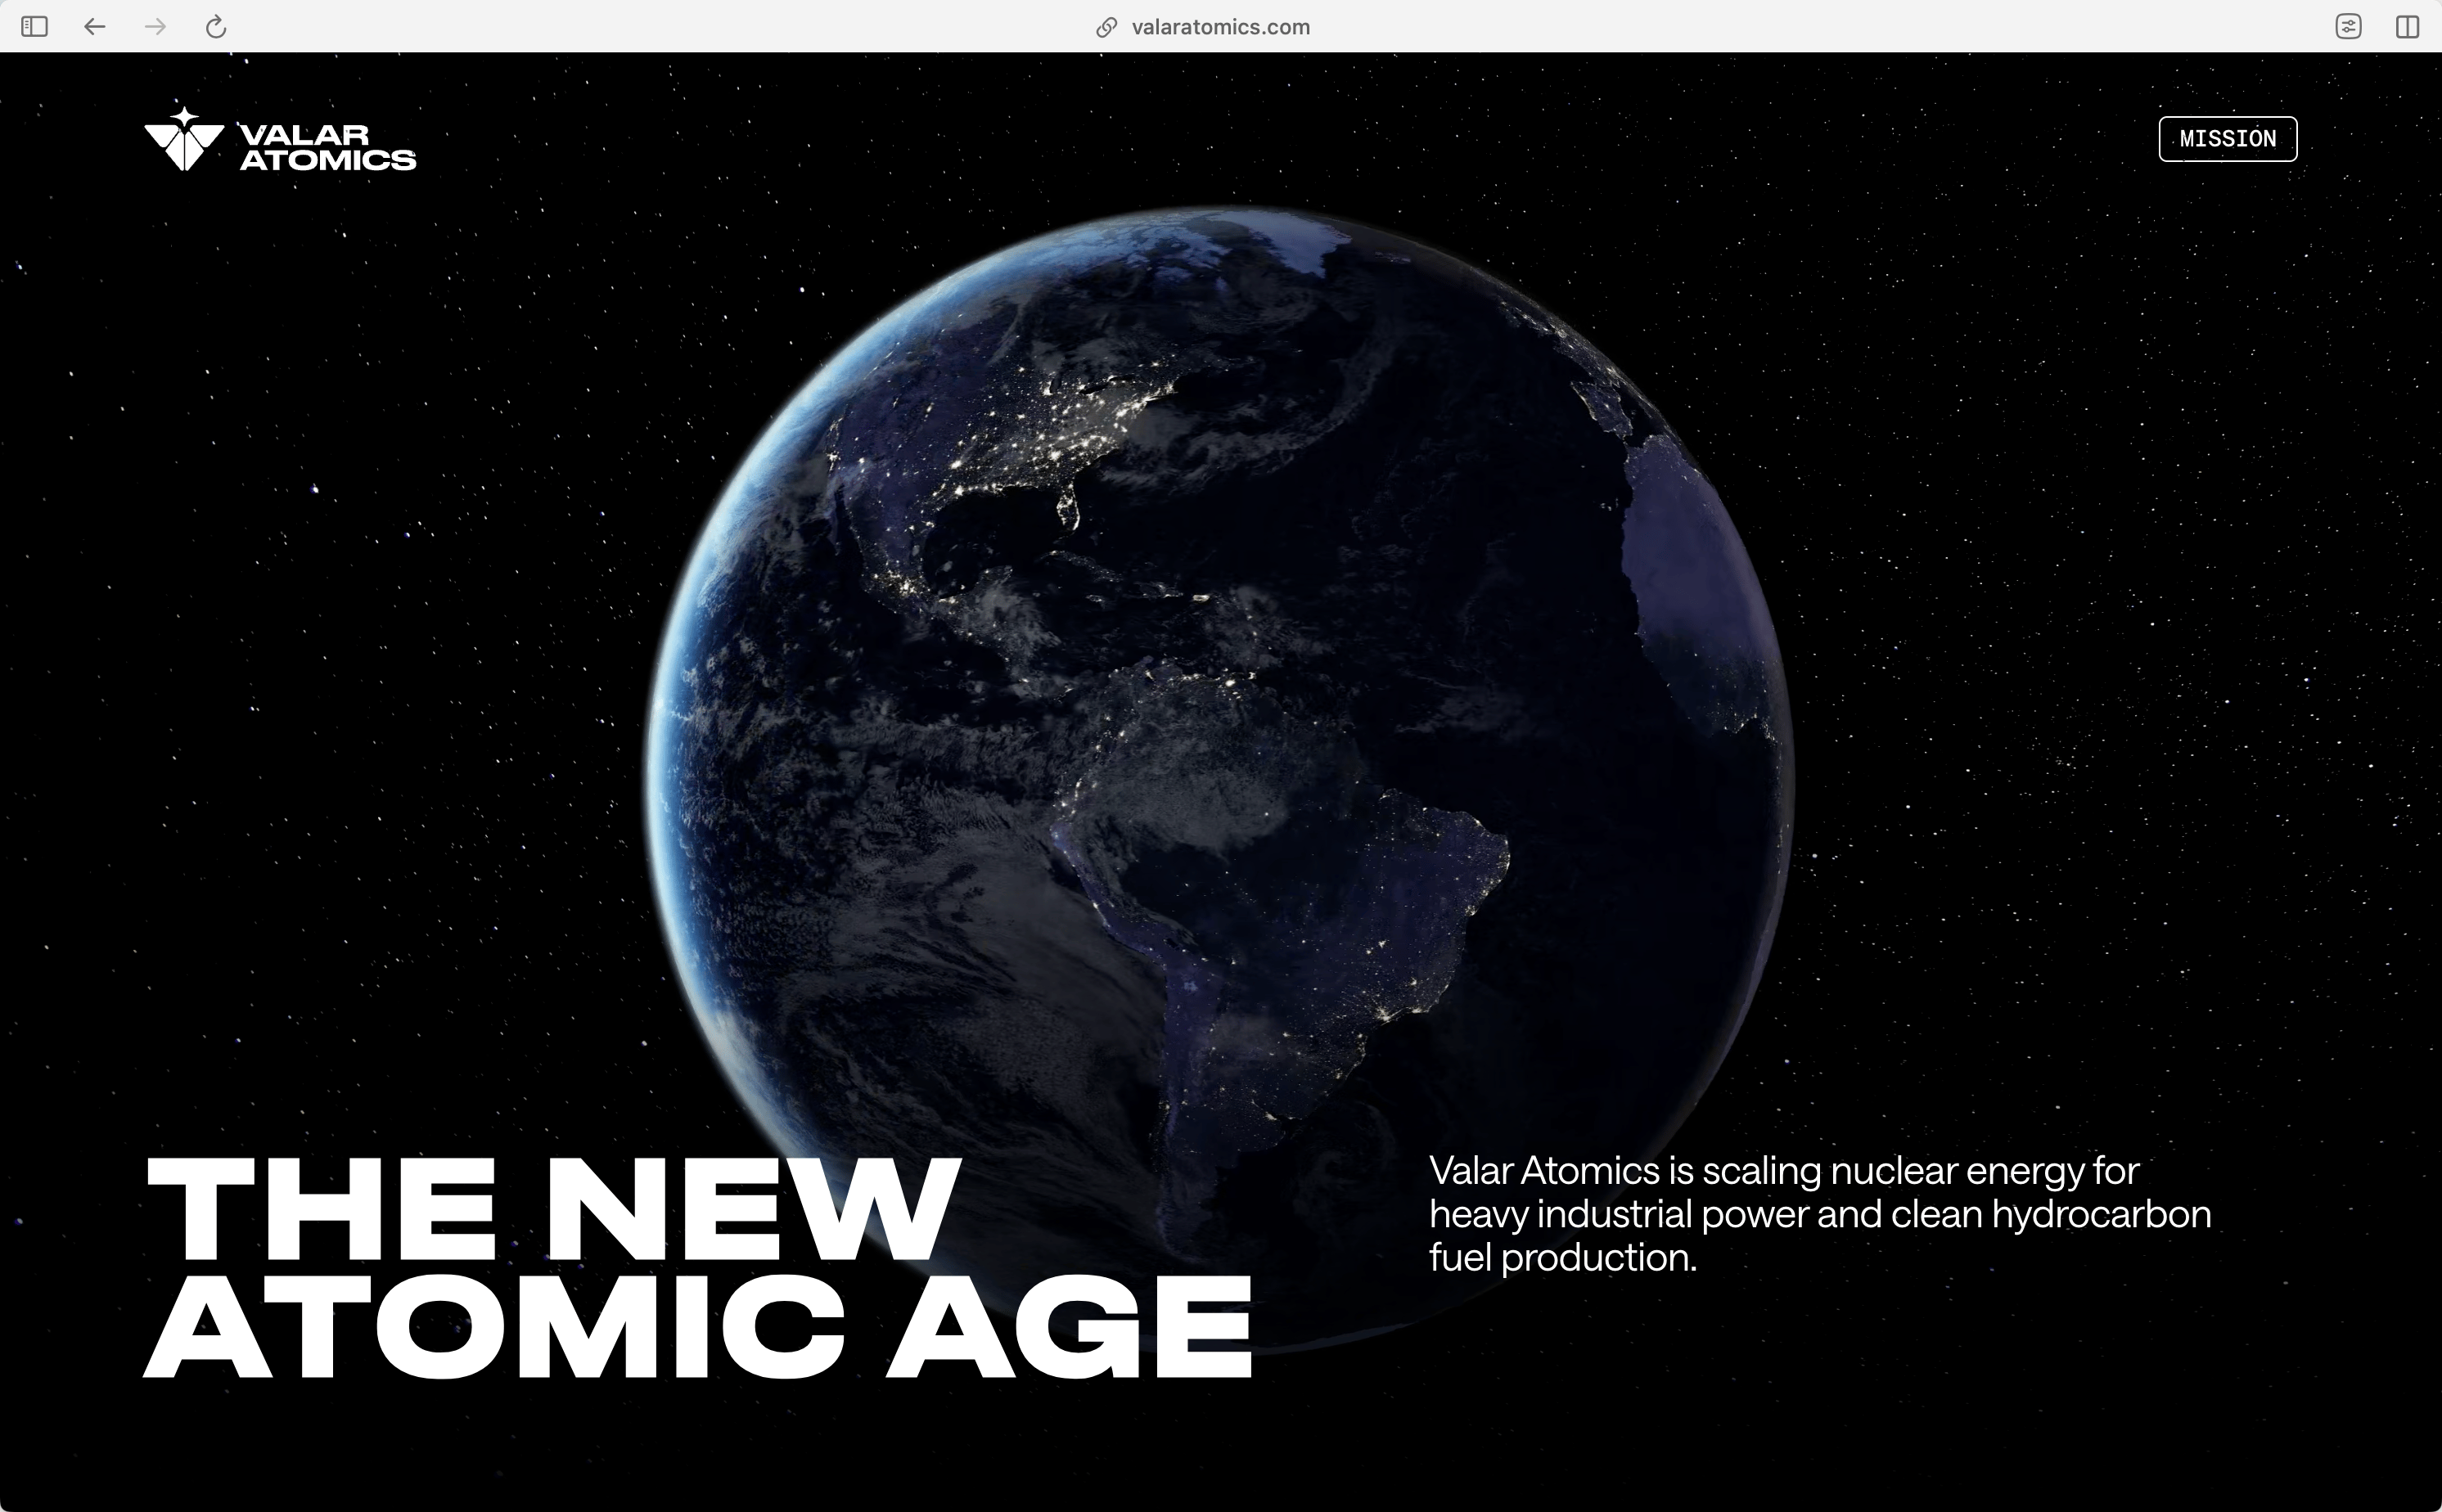 valaratomics.com
VALAR
ATOMICS
MISSION
THE NEW
ATOMIC AGE
Valar Atomics is scaling nuclear energy for
heavy industrial power and clean hydrocarbon
fuel production.